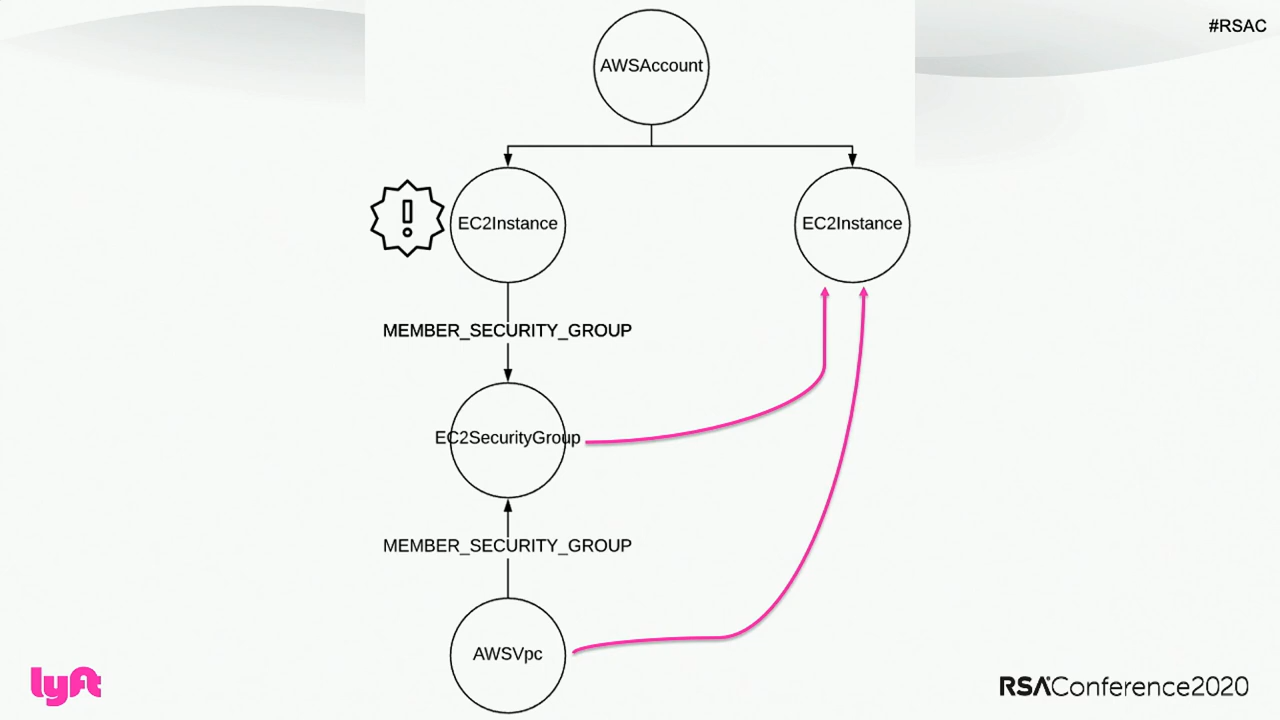 #RSAC
AWSAccount
!
EC2Instance
EC2Instance
MEMBER_SECURITY_GROUP
EC2SecurityGroup
MEMBER_SECURITY_GROUP
AWSVpc
lyft
RSAConference2020